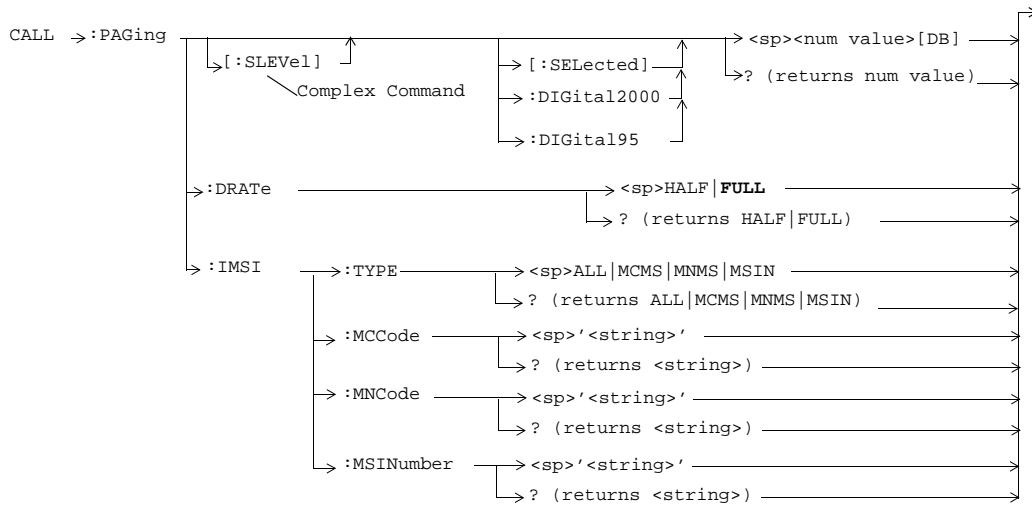 CALL :PAGing <sp><num value>[DB]
[:SLEVel] [:SELected] ? (returns num value)
Complex Command :DIGital2000
:DIGital95
:DRATe <sp>HALF|FULL
? (returns HALF|FULL)
:IMSI :TYPE <sp>ALL|MCMS|MNMS|MSIN
? (returns ALL|MCMS|MNMS|MSIN)
:MCCode <sp>’<string>’
? (returns <string>)
:MNCode <sp>’<string>’
? (returns <string>)
:MSINumber <sp>’<string>’
? (returns <string>)